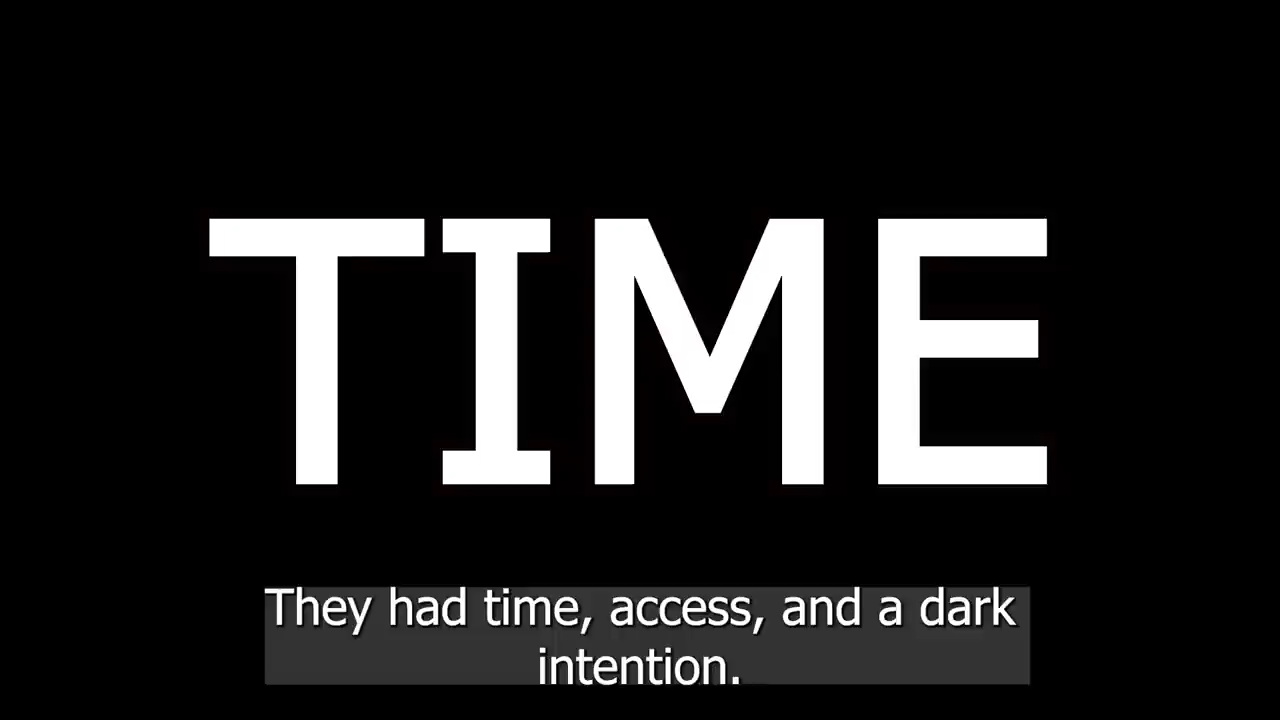 TIME
They had time, access, and a dark
intention.